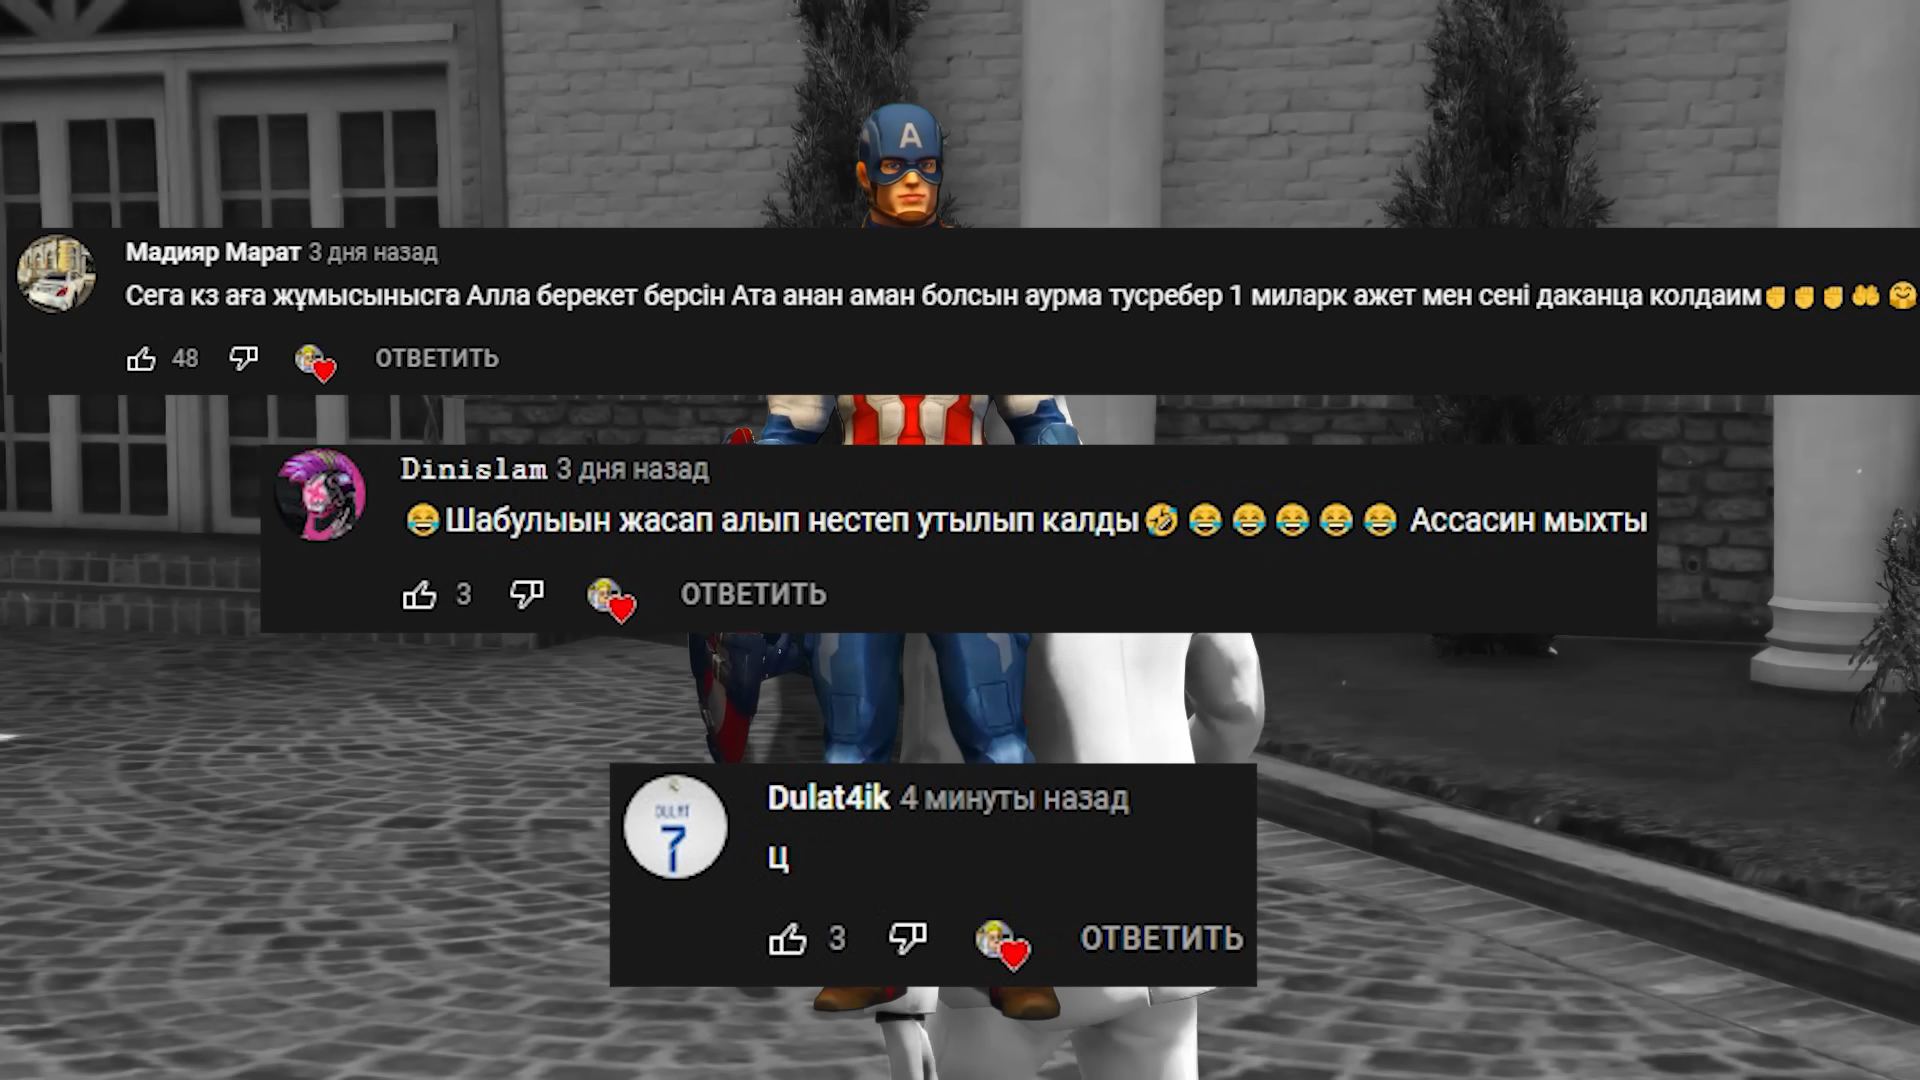 A
Мадияр Марат 3 дня назад
Сега кз аға жұмысынысга Алла берекет берсін Ата анан аман болсын аурма тусребер 1 миларк ажет мен сені даканца колдаим✊✊✊🤲🤗
48 ОТВЕТИТЬ
Dinislam 3 дня назад
😂Шабулыын жасап алып нестеп утылып калды🤣😂😂😂😂😂 Ассасин мыхты
3 ОТВЕТИТЬ
DULAT
7
Dulat4ik 4 минуты назад
ц
3 ОТВЕТИТЬ